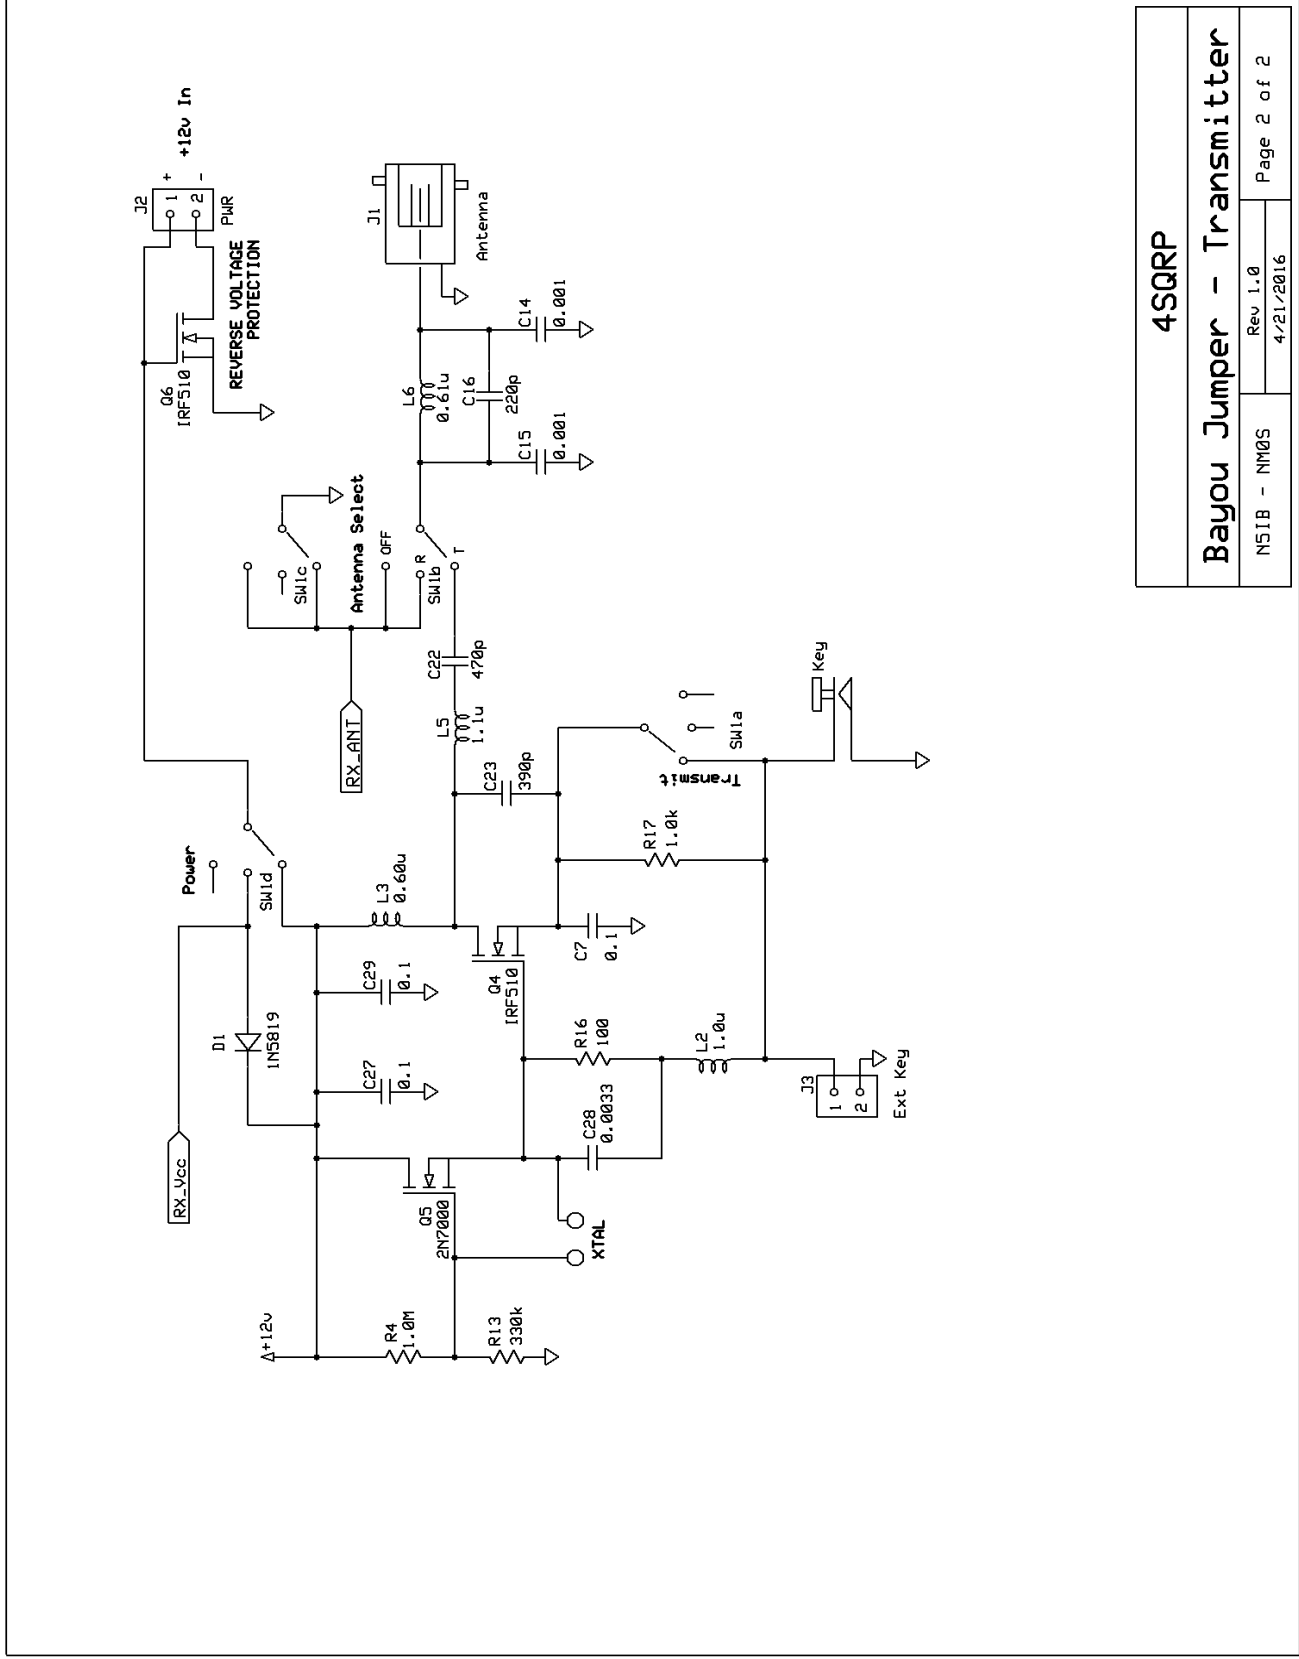 +12v In
J2
+
1
2
-
PWR
Q6
IRF510
REVERSE VOLTAGE
PROTECTION
J1
Antenna
L6
0.61u
C16
220p
C14
0.001
C15
0.001
Antenna Select
SW1c
OFF
R
SW1b
T
RX_ANT
C22
470p
L5
1.1u
C23
390p
SW1a
Transmit
Key
Power
SW1d
R17
1.0k
L3
0.60u
Q4
IRF510
C7
0.1
C29
0.1
C27
0.1
D1
1N5819
RX_Vcc
R16
100
L2
1.0u
J3
1
2
Ext Key
C28
0.0033
Q5
2N7000
XTAL
+12v
R4
1.0M
R13
330k
4SQRP
Bayou Jumper - Transmitter
N5IB - NM0S
Rev 1.0
4/21/2016
Page 2 of 2